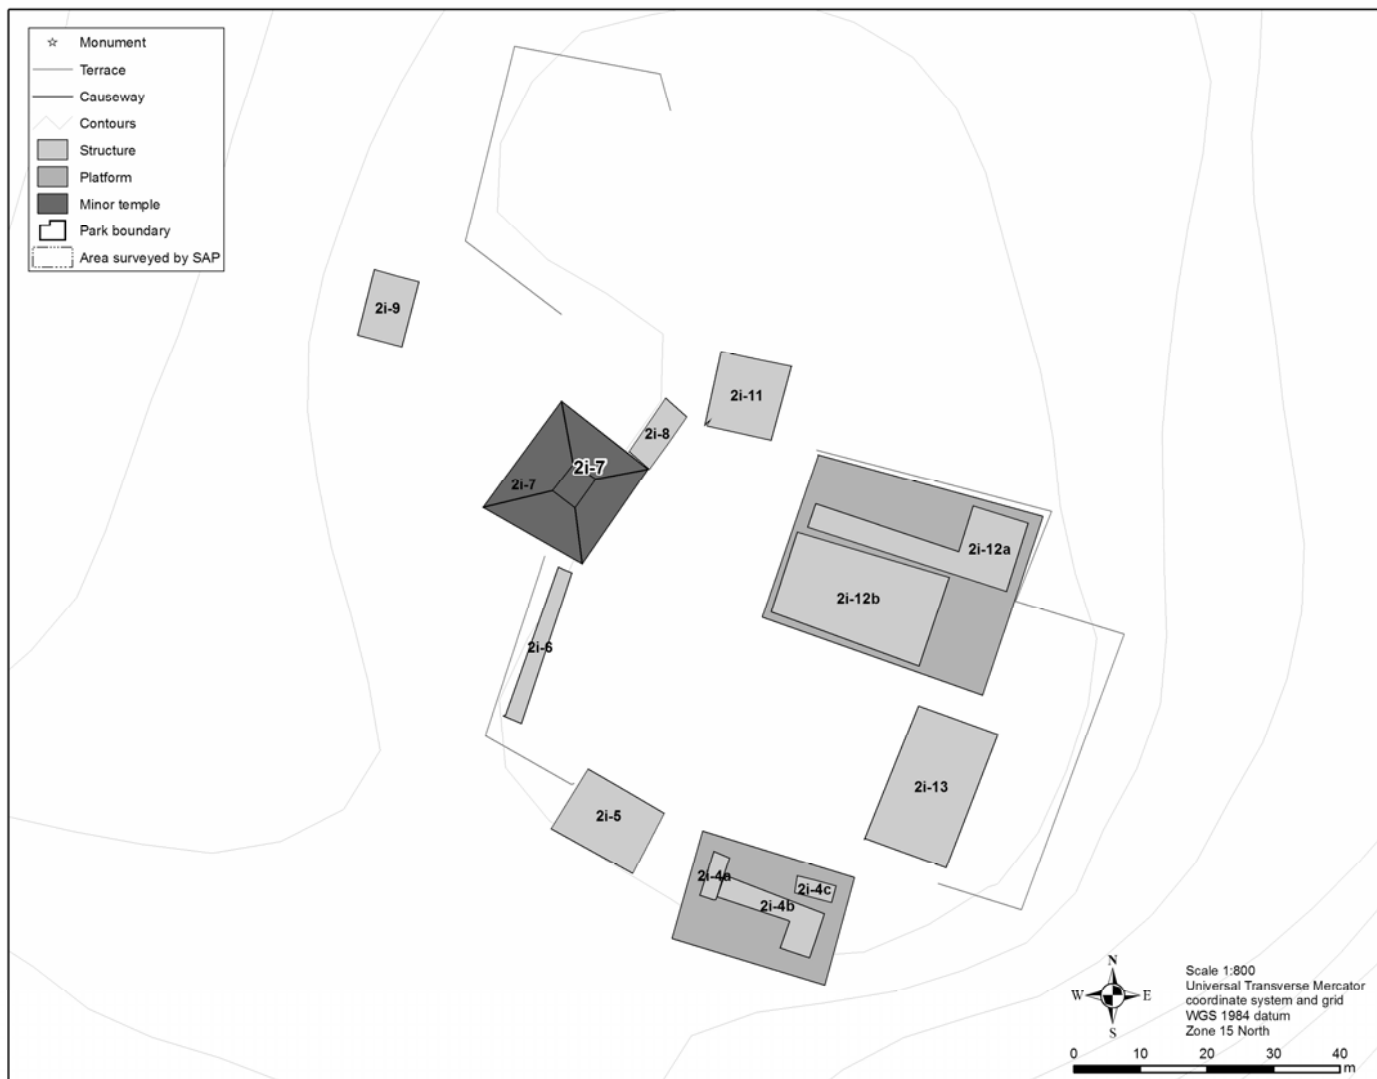 Monument
Terrace
Causeway
Contours
Structure
Platform
Minor temple
Park boundary
Area surveyed by SAP
2i-9
2i-11
2i-8
2i-7
2i-7
2i-12a
2i-12b
2i-6
2i-13
2i-5
2i-4a
2i-4c
2i-4b
N
W E
S
Scale 1:800
Universal Transverse Mercator
coordinate system and grid
WGS 1984 datum
Zone 15 North
0 10 20 30 40
m